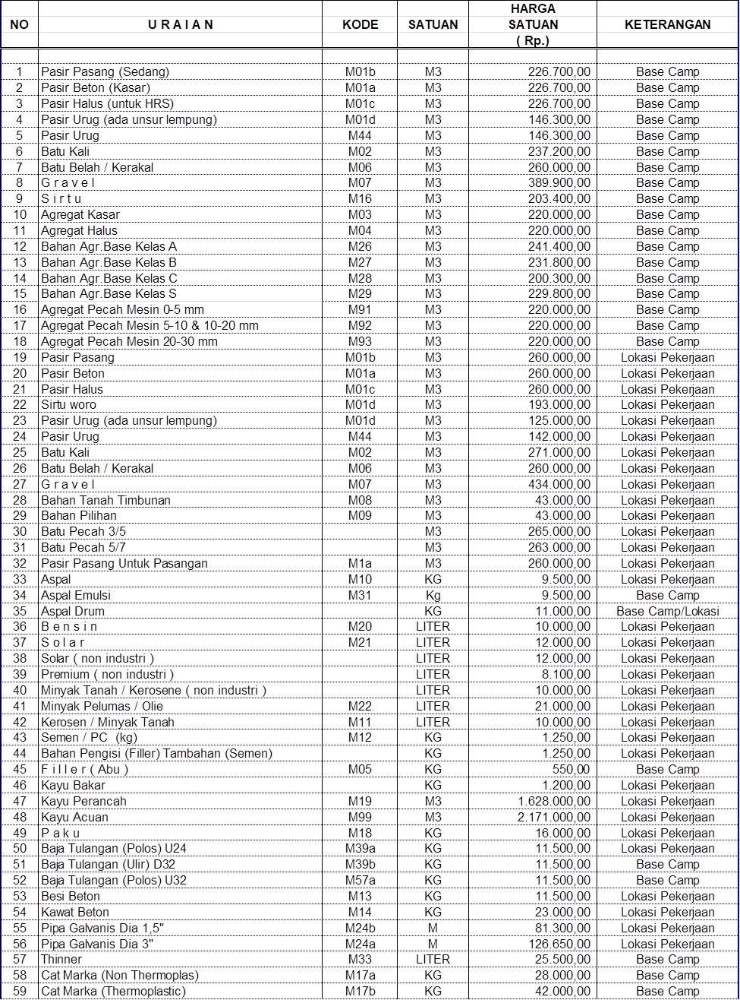 HARGA
NO U R A I A N KODE SATUAN SATUAN KETERANGAN
( Rp.)
1 Pasir Pasang (Sedang) M01b M3 226.700,00 Base Camp
2 Pasir Beton (Kasar) M01a M3 226.700,00 Base Camp
3 Pasir Halus (untuk HRS) M01c M3 226.700,00 Base Camp
4 Pasir Urug (ada unsur lempung) M01d M3 146.300,00 Base Camp
5 Pasir Urug M44 M3 146.300,00 Base Camp
6 Batu Kali M02 M3 237.200,00 Base Camp
7 Batu Belah / Kerakal M06 M3 260.000,00 Base Camp
8 G r a v e l M07 M3 389.900,00 Base Camp
9 S i r t u M16 M3 203.400,00 Base Camp
10 Agregat Kasar M03 M3 220.000,00 Base Camp
11 Agregat Halus M04 M3 220.000,00 Base Camp
12 Bahan Agr.Base Kelas A M26 M3 241.400,00 Base Camp
13 Bahan Agr.Base Kelas B M27 M3 231.800,00 Base Camp
14 Bahan Agr.Base Kelas C M28 M3 200.300,00 Base Camp
15 Bahan Agr.Base Kelas S M29 M3 229.800,00 Base Camp
16 Agregat Pecah Mesin 0-5 mm M91 M3 220.000,00 Base Camp
17 Agregat Pecah Mesin 5-10 & 10-20 mm M92 M3 220.000,00 Base Camp
18 Agregat Pecah Mesin 20-30 mm M93 M3 220.000,00 Base Camp
19 Pasir Pasang M01b M3 260.000,00 Lokasi Pekerjaan
20 Pasir Beton M01a M3 260.000,00 Lokasi Pekerjaan
21 Pasir Halus M01c M3 260.000,00 Lokasi Pekerjaan
22 Sirtu woro M01d M3 193.000,00 Lokasi Pekerjaan
23 Pasir Urug (ada unsur lempung) M01d M3 125.000,00 Lokasi Pekerjaan
24 Pasir Urug M44 M3 142.000,00 Lokasi Pekerjaan
25 Batu Kali M02 M3 271.000,00 Lokasi Pekerjaan
26 Batu Belah / Kerakal M06 M3 260.000,00 Lokasi Pekerjaan
27 G r a v e l M07 M3 434.000,00 Lokasi Pekerjaan
28 Bahan Tanah Timbunan M08 M3 43.000,00 Lokasi Pekerjaan
29 Bahan Pilihan M09 M3 43.000,00 Lokasi Pekerjaan
30 Batu Pecah 3/5 M3 265.000,00 Lokasi Pekerjaan
31 Batu Pecah 5/7 M3 263.000,00 Lokasi Pekerjaan
32 Pasir Pasang Untuk Pasangan M1a M3 260.000,00 Lokasi Pekerjaan
33 Aspal M10 KG 9.500,00 Lokasi Pekerjaan
34 Aspal Emulsi M31 Kg 9.500,00 Base Camp
35 Aspal Drum KG 11.000,00 Base Camp/Lokasi
36 B e n s i n M20 LITER 10.000,00 Lokasi Pekerjaan
37 S o l a r M21 LITER 12.000,00 Lokasi Pekerjaan
38 Solar ( non industri ) LITER 12.000,00 Lokasi Pekerjaan
39 Premium ( non industri ) LITER 8.100,00 Lokasi Pekerjaan
40 Minyak Tanah / Kerosene ( non industri ) LITER 10.000,00 Lokasi Pekerjaan
41 Minyak Pelumas / Olie M22 LITER 21.000,00 Lokasi Pekerjaan
42 Kerosen / Minyak Tanah M11 LITER 10.000,00 Lokasi Pekerjaan
43 Semen / PC (kg) M12 KG 1.250,00 Lokasi Pekerjaan
44 Bahan Pengisi (Filler) Tambahan (Semen) KG 1.250,00 Lokasi Pekerjaan
45 F i l l e r ( Abu ) M05 KG 550,00 Base Camp
46 Kayu Bakar KG 1.200,00 Lokasi Pekerjaan
47 Kayu Perancah M19 M3 1.628.000,00 Lokasi Pekerjaan
48 Kayu Acuan M99 M3 2.171.000,00 Lokasi Pekerjaan
49 P a k u M18 KG 16.000,00 Lokasi Pekerjaan
50 Baja Tulangan (Polos) U24 M39a KG 11.500,00 Lokasi Pekerjaan
51 Baja Tulangan (Ulir) D32 M39b KG 11.500,00 Base Camp
52 Baja Tulangan (Polos) U32 M57a KG 11.500,00 Base Camp
53 Besi Beton M13 KG 11.500,00 Lokasi Pekerjaan
54 Kawat Beton M14 KG 23.000,00 Lokasi Pekerjaan
55 Pipa Galvanis Dia 1,5" M24b M 81.300,00 Lokasi Pekerjaan
56 Pipa Galvanis Dia 3" M24a M 126.650,00 Lokasi Pekerjaan
57 Thinner M33 LITER 25.500,00 Base Camp
58 Cat Marka (Non Thermoplas) M17a KG 28.000,00 Base Camp
59 Cat Marka (Thermoplastic) M17b KG 42.000,00 Base Camp